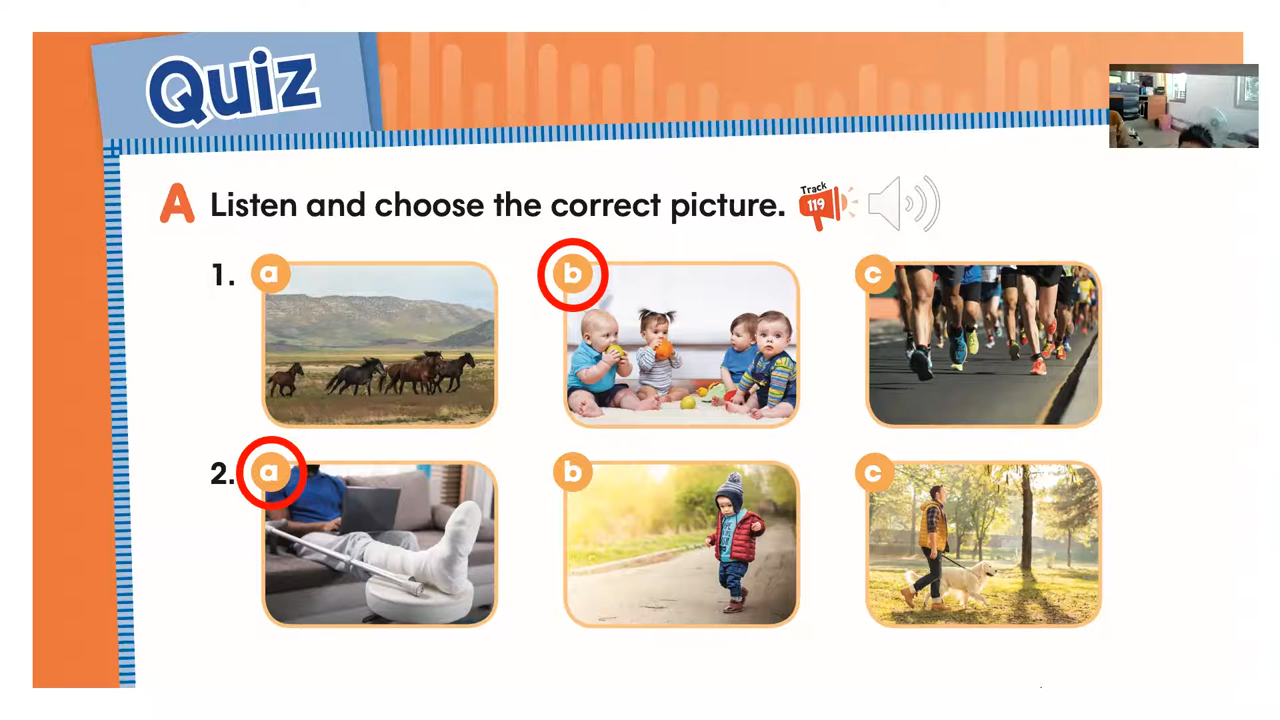 Quiz
A Listen and choose the correct picture. Track 119
1. a b c
2. a b c